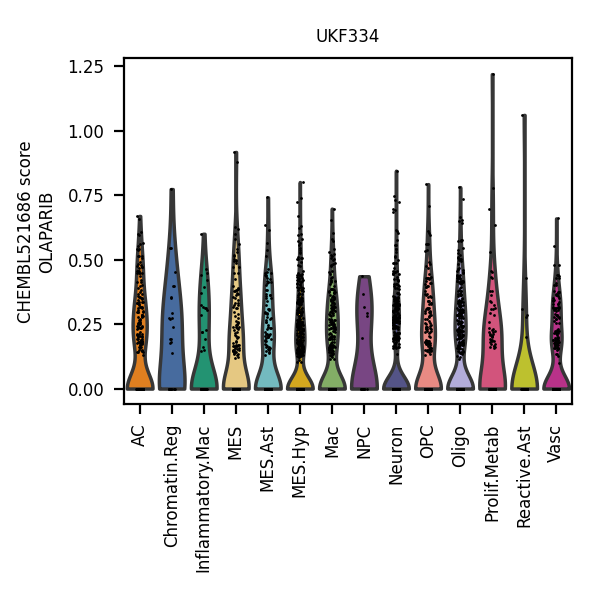 UKF334
CHEMBL521686 score
OLAPARIB
1.25
1.00
0.75
0.50
0.25
0.00
AC
Chromatin.Reg
Inflammatory.Mac
MES
MES.Ast
MES.Hyp
Mac
NPC
Neuron
OPC
Oligo
Prolif.Metab
Reactive.Ast
Vasc